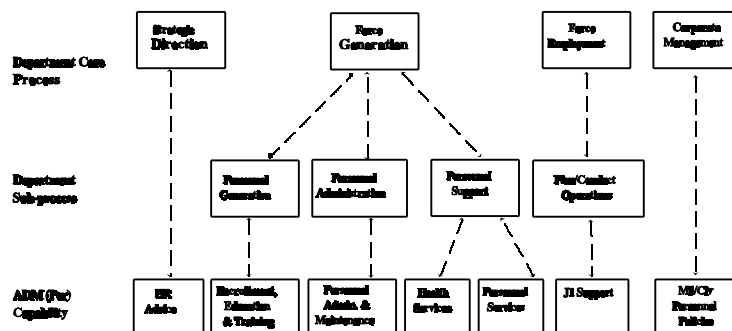 Strategic
Direction
Force
Generation
Force
Employment
Corporate
Management
Department Core
Process
Department
Sub-process
Personnel
Generation
Personnel
Administration
Personnel
Support
Plan/Conduct
Operations
ADM (Per)
Capability
HR
Advice
Recruitment,
Education
& Training
Personnel
Admin. &
Maintenance
Health
Services
Personnel
Services
J1 Support
Mil/Civ
Personnel
Policies